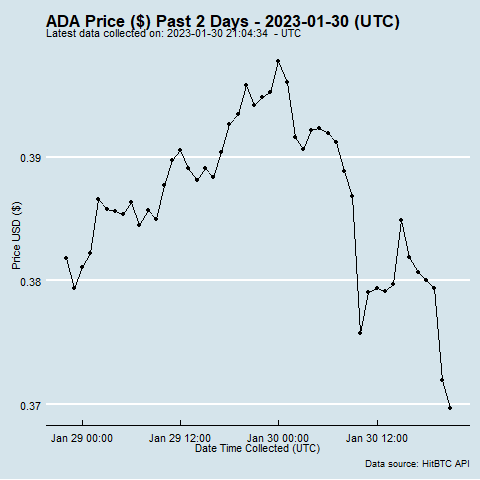 ADA Price ($) Past 2 Days - 2023-01-30 (UTC)
Latest data collected on: 2023-01-30 21:04:34 - UTC
Price USD ($)
0.39
0.38
0.37
Jan 29 00:00 Jan 29 12:00 Jan 30 00:00 Jan 30 12:00
Date Time Collected (UTC)
Data source: HitBTC API